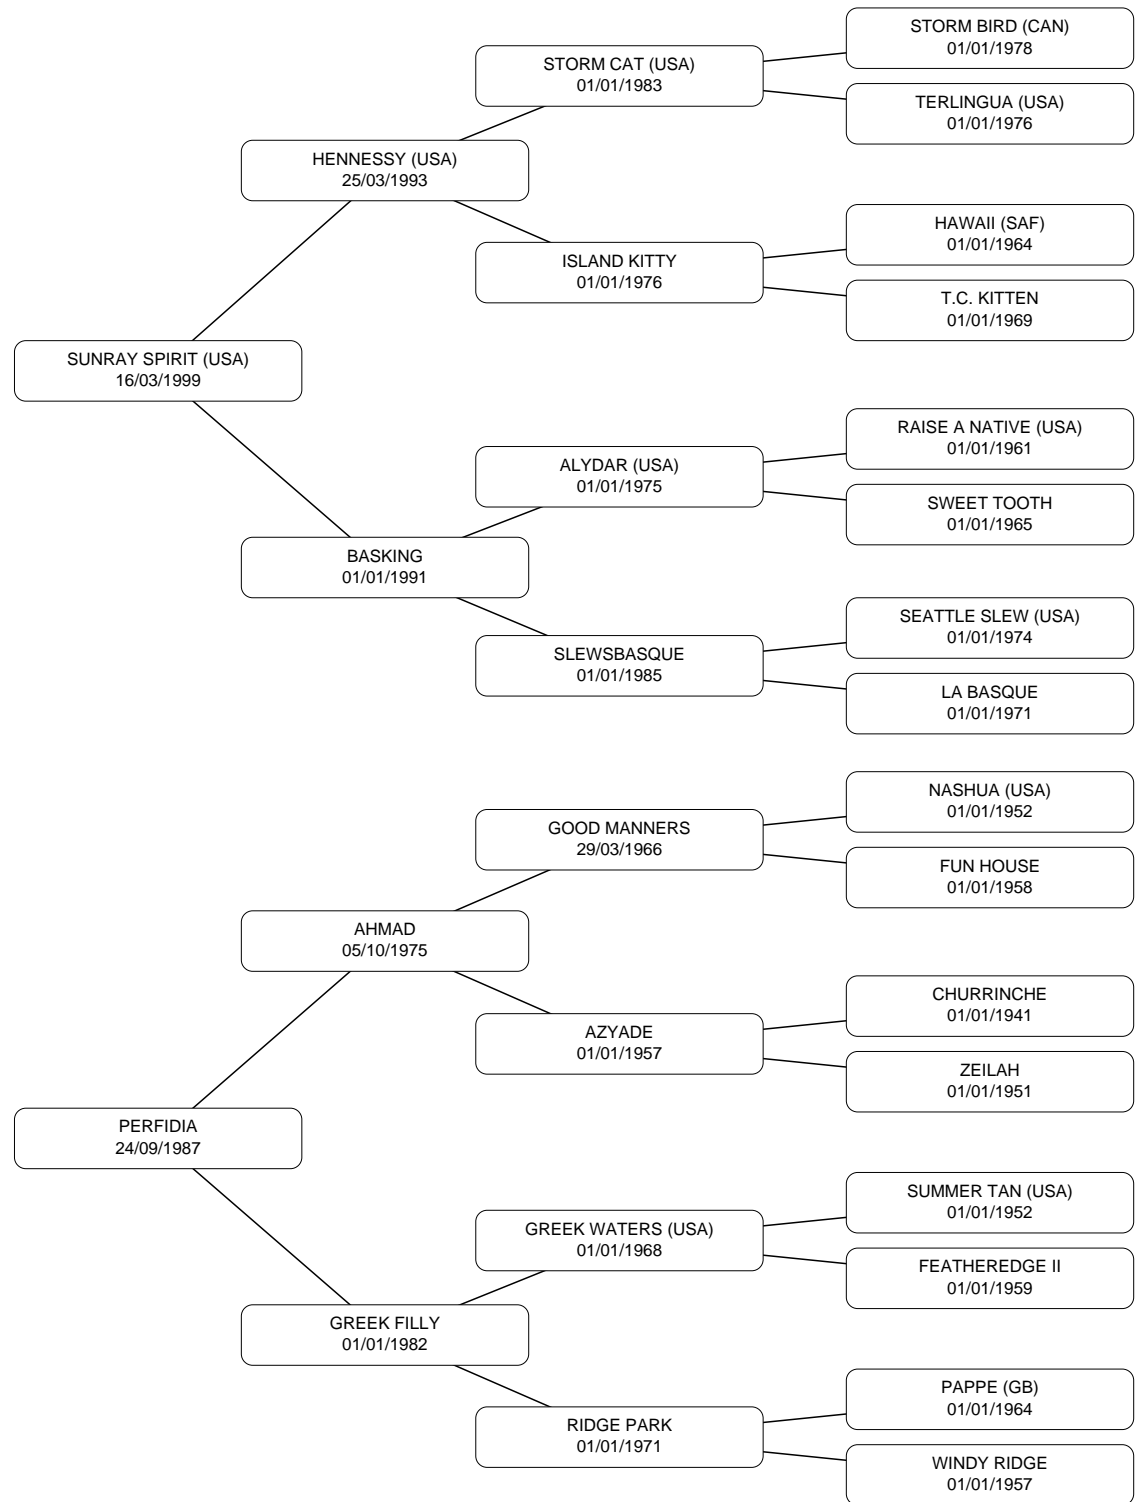 STORM BIRD (CAN)
01/01/1978
STORM CAT (USA)
01/01/1983
TERLINGUA (USA)
01/01/1976
HENNESSY (USA)
25/03/1993
HAWAII (SAF)
01/01/1964
ISLAND KITTY
01/01/1976
T.C. KITTEN
01/01/1969
SUNRAY SPIRIT (USA)
16/03/1999
RAISE A NATIVE (USA)
01/01/1961
ALYDAR (USA)
01/01/1975
SWEET TOOTH
01/01/1965
BASKING
01/01/1991
SEATTLE SLEW (USA)
01/01/1974
SLEWSBASQUE
01/01/1985
LA BASQUE
01/01/1971
NASHUA (USA)
01/01/1952
GOOD MANNERS
29/03/1966
FUN HOUSE
01/01/1958
AHMAD
05/10/1975
CHURRINCHE
01/01/1941
AZYADE
01/01/1957
ZEILAH
01/01/1951
PERFIDIA
24/09/1987
SUMMER TAN (USA)
01/01/1952
GREEK WATERS (USA)
01/01/1968
FEATHEREDGE II
01/01/1959
GREEK FILLY
01/01/1982
PAPPE (GB)
01/01/1964
RIDGE PARK
01/01/1971
WINDY RIDGE
01/01/1957